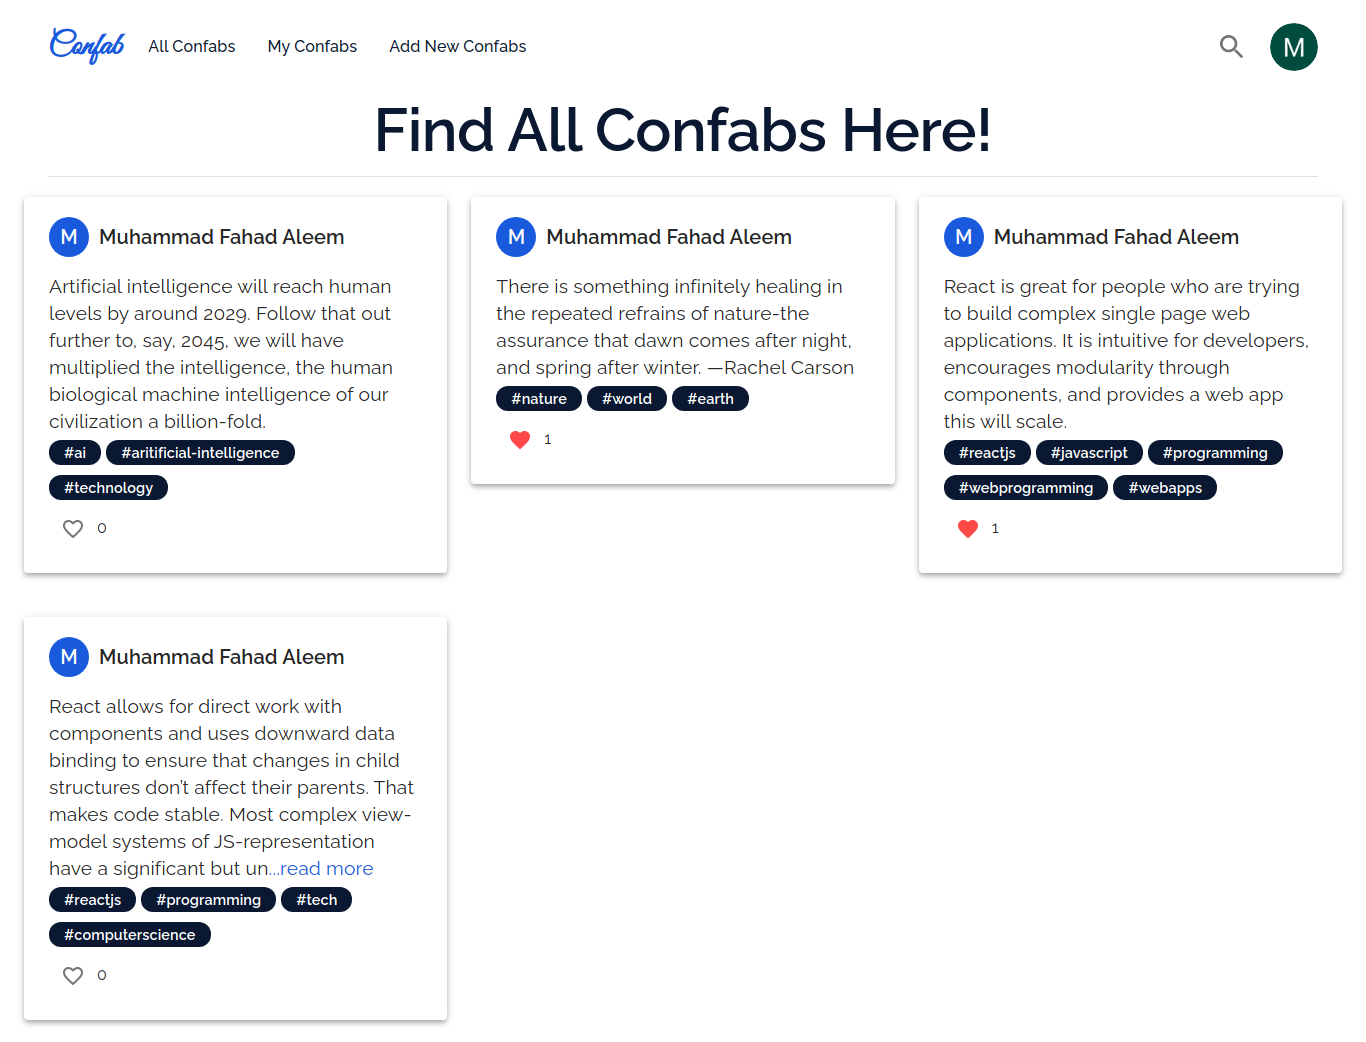 Confab All Confabs My Confabs Add New Confabs M
Find All Confabs Here!
M Muhammad Fahad Aleem
Artificial intelligence will reach human
levels by around 2029. Follow that out
further to, say, 2045, we will have
multiplied the intelligence, the human
biological machine intelligence of our
civilization a billion-fold.
#ai #aritificial-intelligence
#technology
0
M Muhammad Fahad Aleem
There is something infinitely healing in
the repeated refrains of nature-the
assurance that dawn comes after night,
and spring after winter. —Rachel Carson
#nature #world #earth
1
M Muhammad Fahad Aleem
React is great for people who are trying
to build complex single page web
applications. It is intuitive for developers,
encourages modularity through
components, and provides a web app
this will scale.
#reactjs #javascript #programming
#webprogramming #webapps
1
M Muhammad Fahad Aleem
React allows for direct work with
components and uses downward data
binding to ensure that changes in child
structures don’t affect their parents. That
makes code stable. Most complex view-
model systems of JS-representation
have a significant but un...read more
#reactjs #programming #tech
#computerscience
0